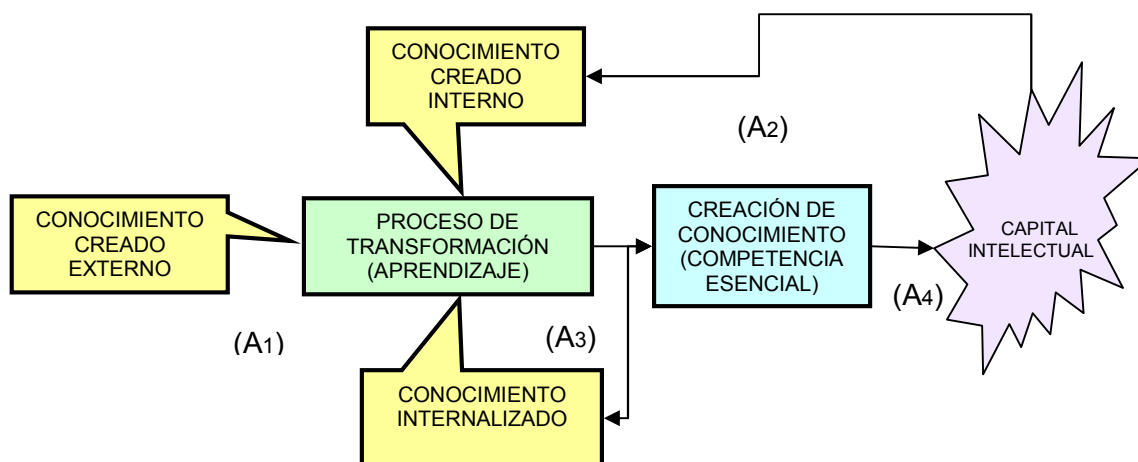 CONOCIMIENTO
CREADO
INTERNO
(A2)
CONOCIMIENTO
CREADO
EXTERNO
PROCESO DE
TRANSFORMACIÓN
(APRENDIZAJE)
CREACIÓN DE
CONOCIMIENTO
(COMPETENCIA
ESENCIAL)
CAPITAL
INTELECTUAL
(A1)
(A3)
(A4)
CONOCIMIENTO
INTERNALIZADO